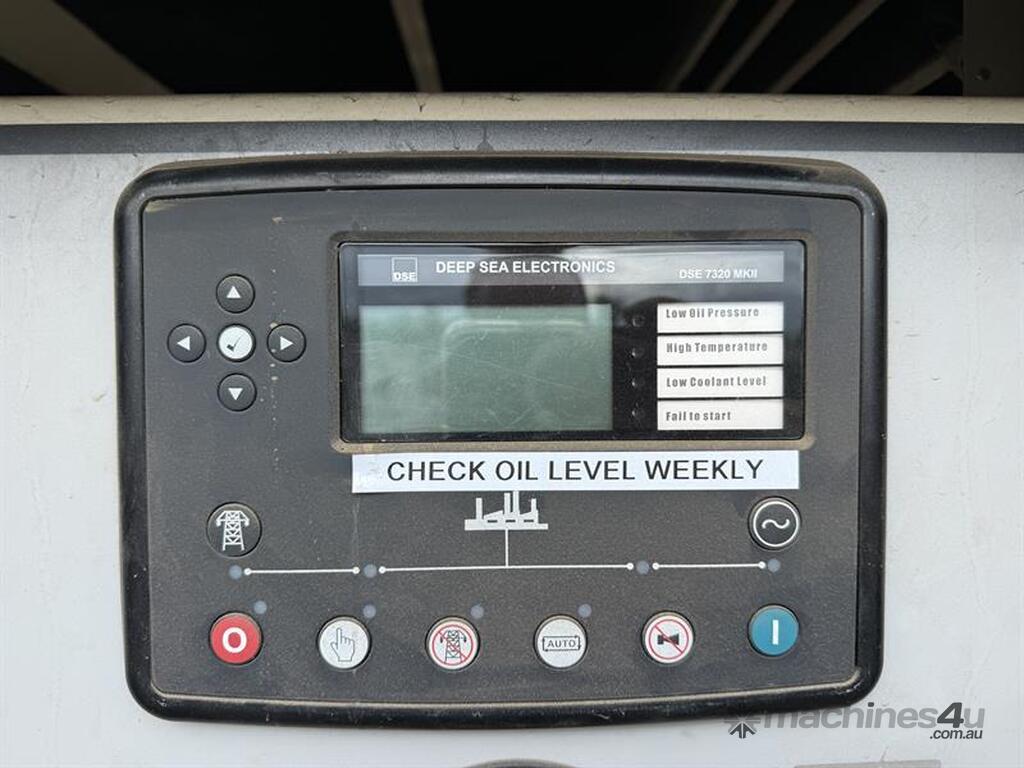 DSE
DEEP SEA ELECTRONICS
DSE 7320 MKII
Low Oil Pressure
High Temperature
Low Coolant Level
Fail to start
CHECK OIL LEVEL WEEKLY
O
AUTO
I
machines4u
.com.au